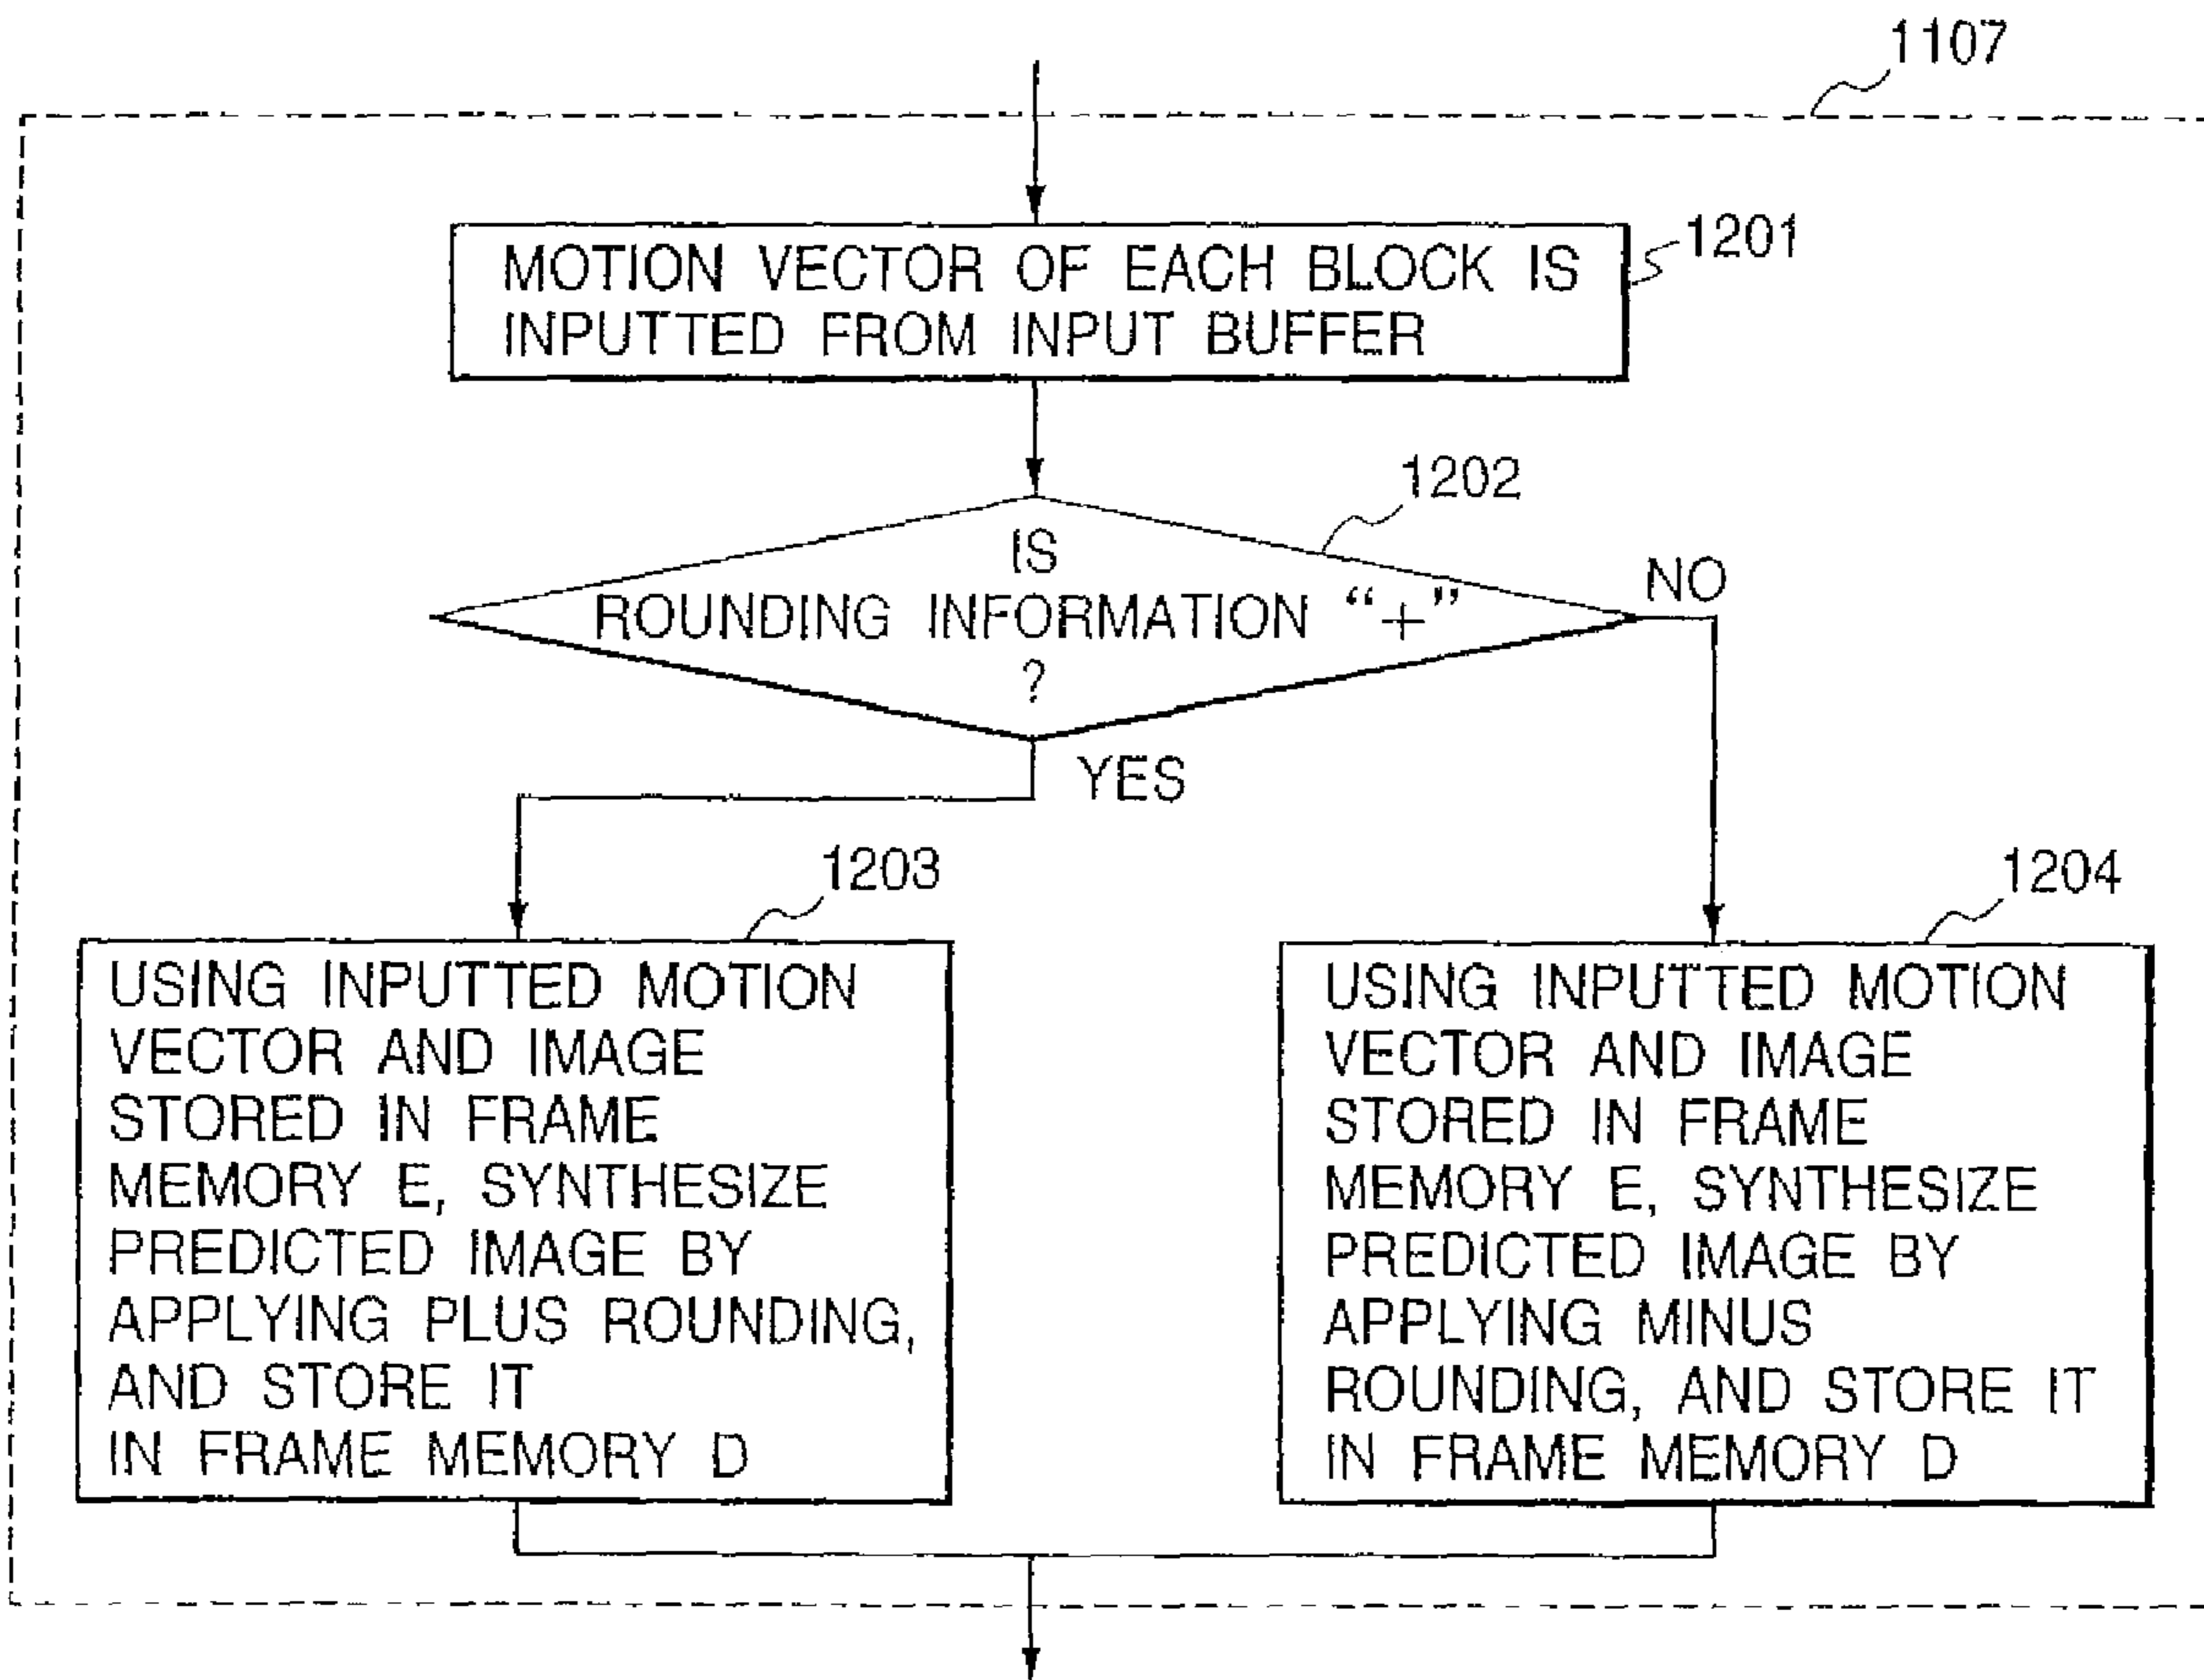 1107
MOTION VECTOR OF EACH BLOCK IS
INPUTTED FROM INPUT BUFFER
1201
1202
IS
ROUNDING INFORMATION “+”
?
NO
YES
1203
USING INPUTTED MOTION
VECTOR AND IMAGE
STORED IN FRAME
MEMORY E, SYNTHESIZE
PREDICTED IMAGE BY
APPLYING PLUS ROUNDING,
AND STORE IT
IN FRAME MEMORY D
1204
USING INPUTTED MOTION
VECTOR AND IMAGE
STORED IN FRAME
MEMORY E, SYNTHESIZE
PREDICTED IMAGE BY
APPLYING MINUS
ROUNDING, AND STORE IT
IN FRAME MEMORY D